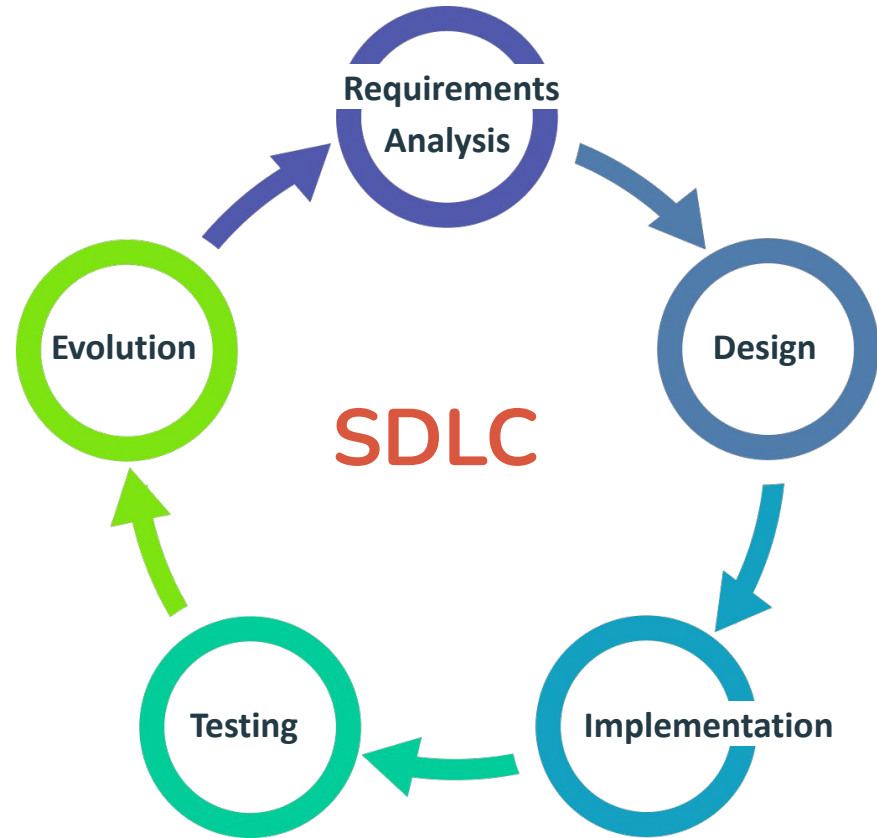 Requirements
Analysis
Design
Implementation
Testing
Evolution
SDLC